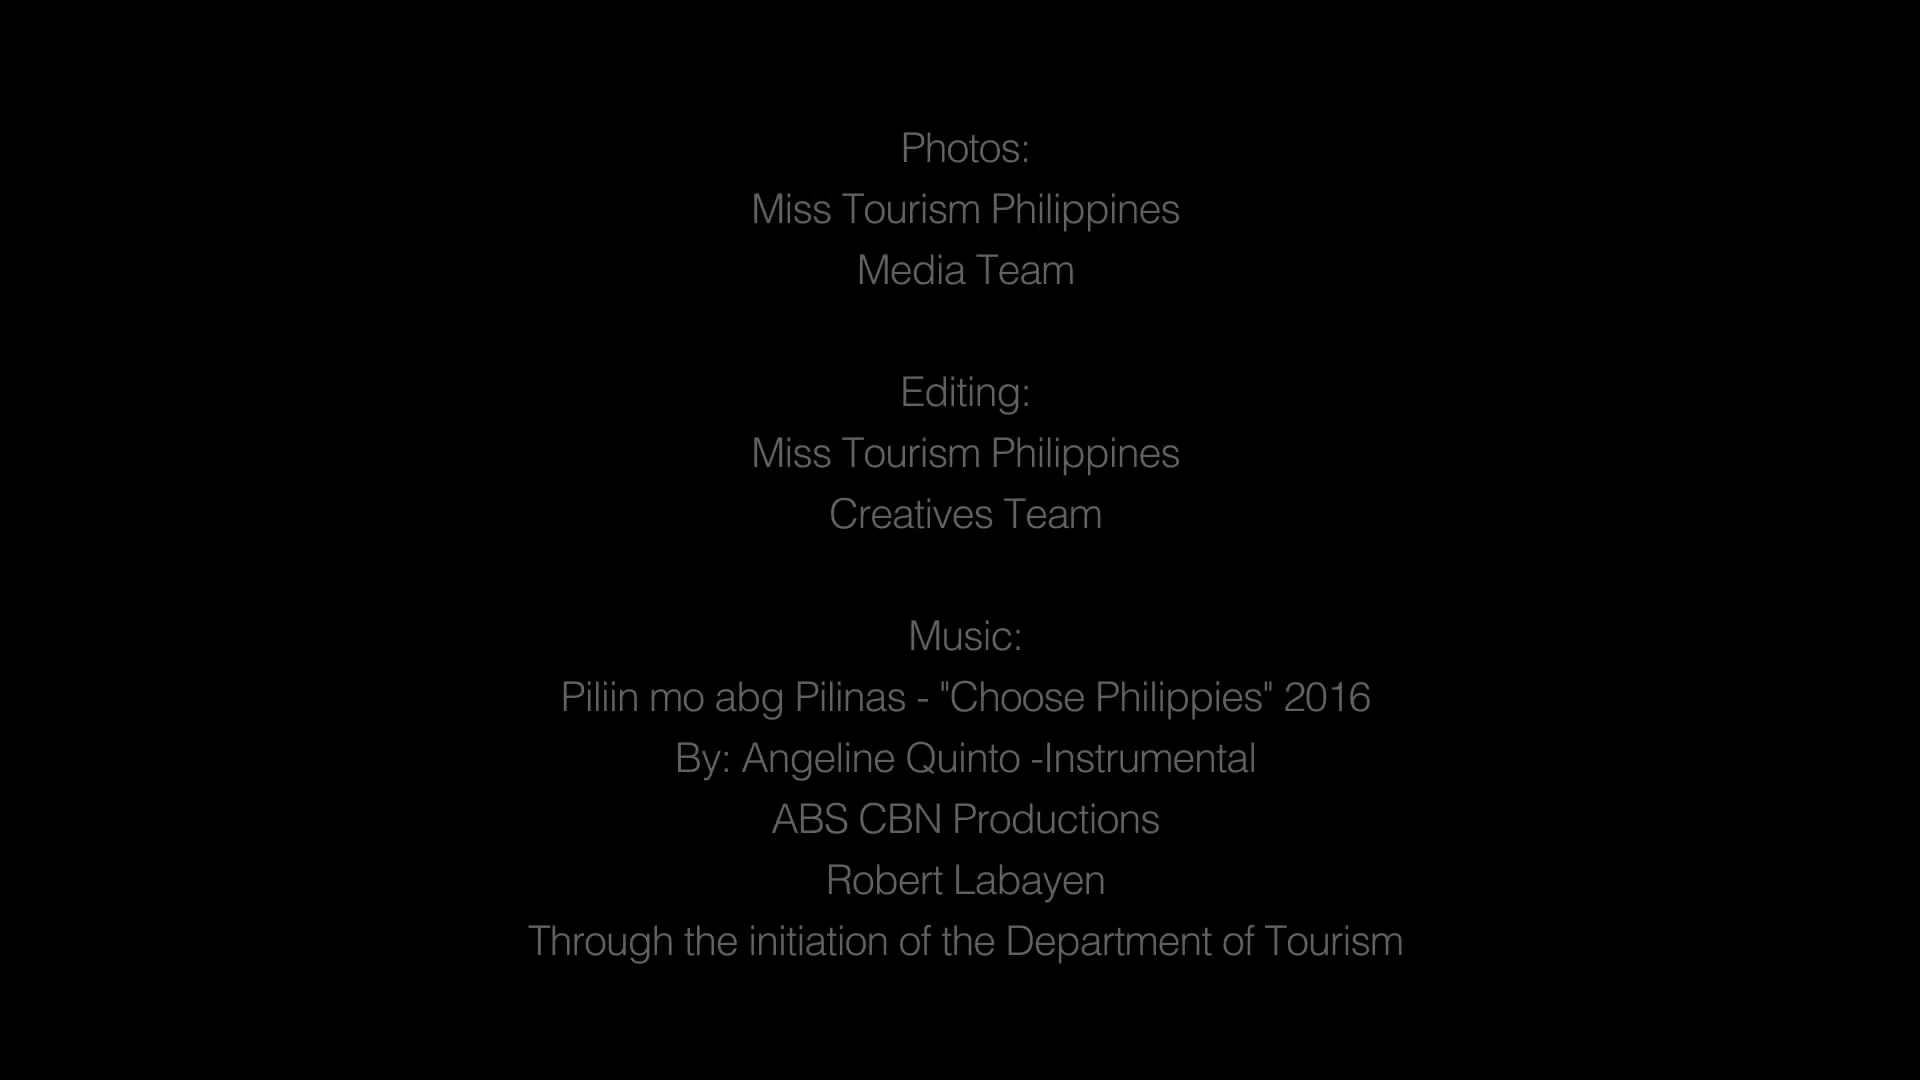 Photos:
Miss Tourism Philippines
Media Team
Editing:
Miss Tourism Philippines
Creatives Team
Music:
Piliin mo abg Pilinas - "Choose Philippies" 2016
By: Angeline Quinto -Instrumental
ABS CBN Productions
Robert Labayen
Through the initiation of the Department of Tourism